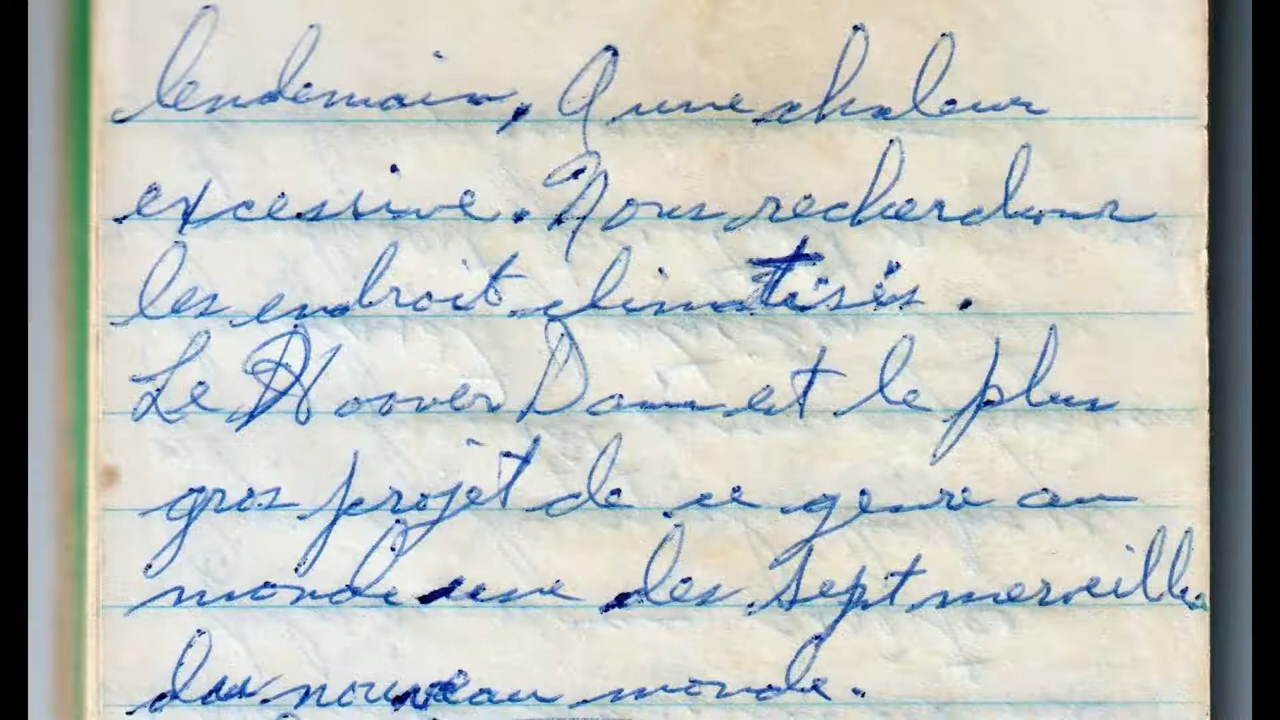 lendemain, Q une chaleur
excessive. Nous recherchons
les endroit climatisés.
Le Hoover Dam et le plus
gros projet de ce genre au
monde une des Sept merveilles
du nouveau monde.